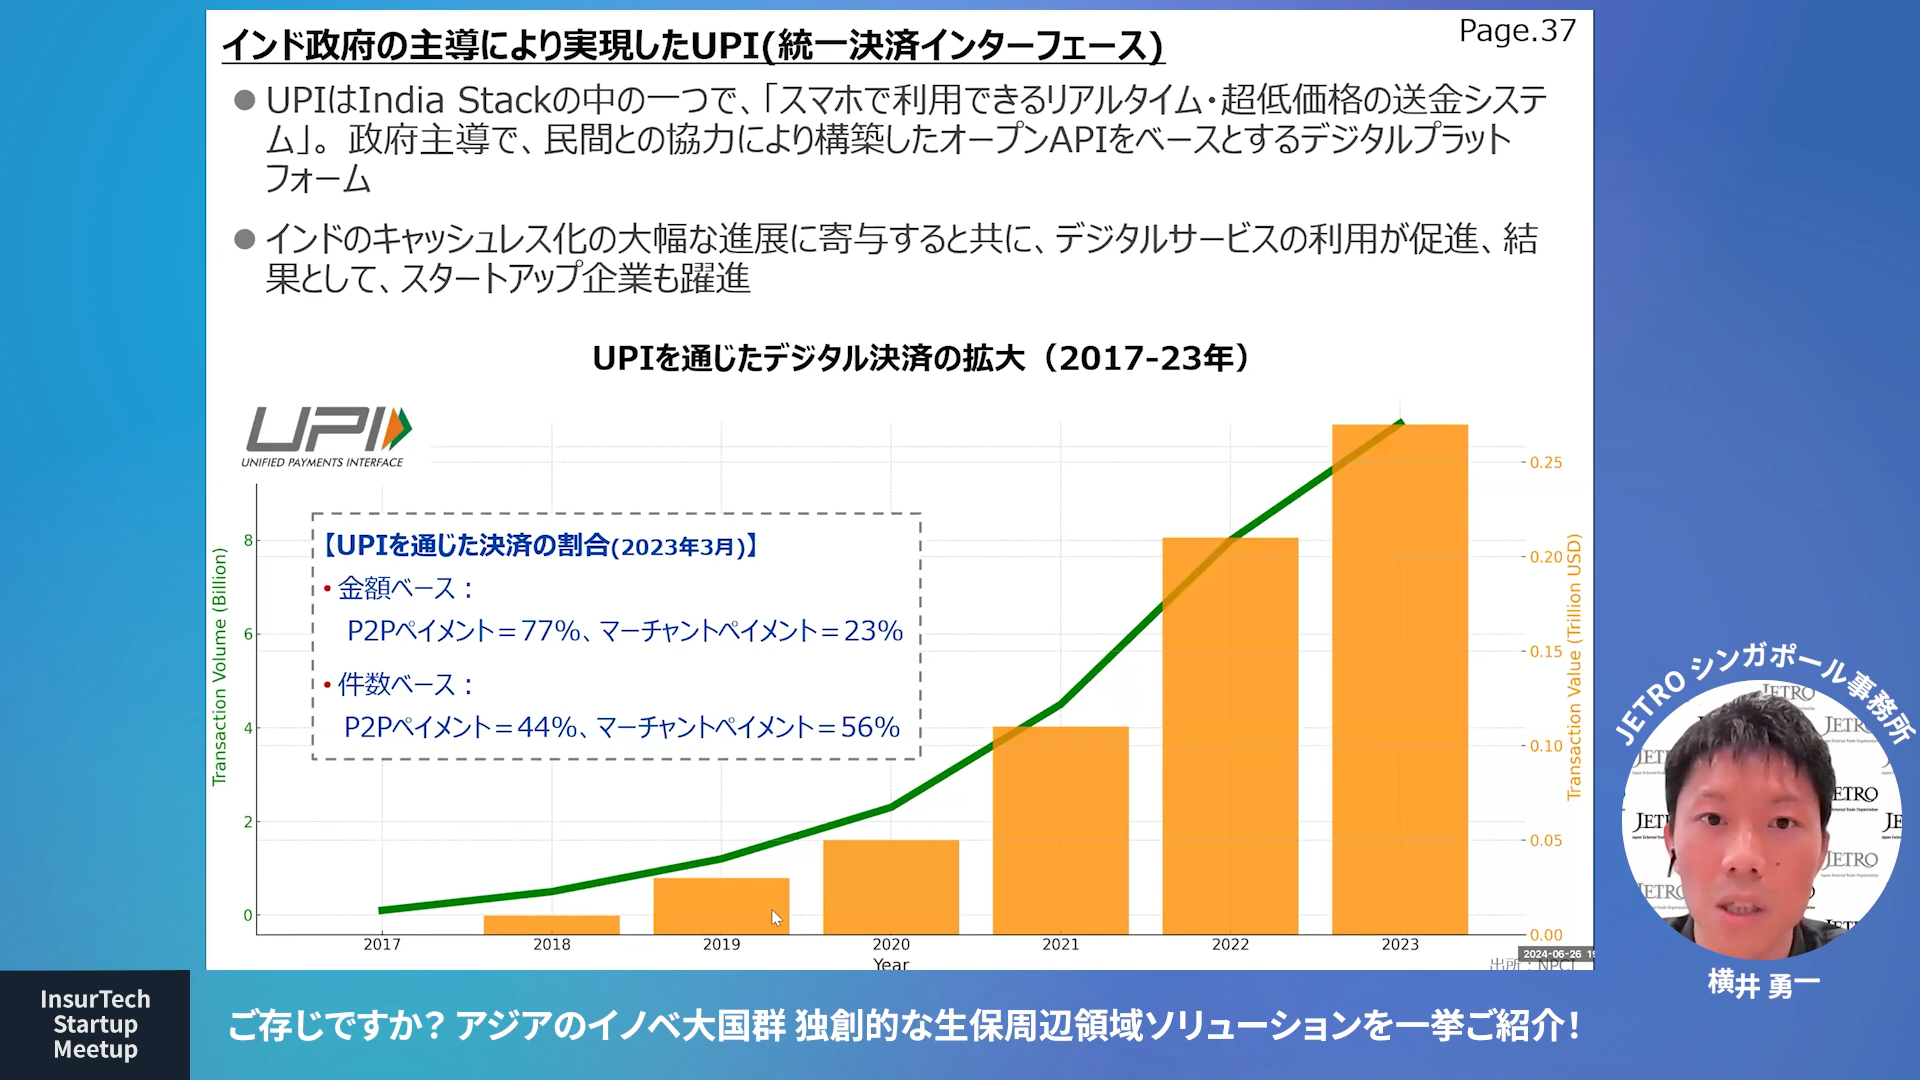 インド政府の主導により実現したUPI(統一決済インターフェース)
Page.37
● UPIはIndia Stackの中の一つで、「スマホで利用できるリアルタイム・超低価格の送金システ
ム」。 政府主導で、民間との協力により構築したオープンAPIをベースとするデジタルプラット
フォーム
● インドのキャッシュレス化の大幅な進展に寄与すると共に、デジタルサービスの利用が促進、結
果として、スタートアップ企業も躍進
UPIを通じたデジタル決済の拡大（2017-23年）
UPI
UNIFIED PAYMENTS INTERFACE
【UPIを通じた決済の割合(2023年3月)】
• 金額ベース：
P2Pペイメント＝77%、マーチャントペイメント＝23%
• 件数ベース：
P2Pペイメント＝44%、マーチャントペイメント＝56%
Transaction Volume (Billion)
8
6
4
2
0
0.25
0.20
0.15
0.10
0.05
0.00
Transaction Value (Trillion USD)
2017 2018 2019 2020 2021 2022 2023
Year
出所：NPCI
2024-06-26
JETRO シンガポール事務所
JETRO
横井 勇一
InsurTech
Startup
Meetup
ご存じですか？ アジアのイノベ大国群 独創的な生保周辺領域ソリューションを一挙ご紹介！